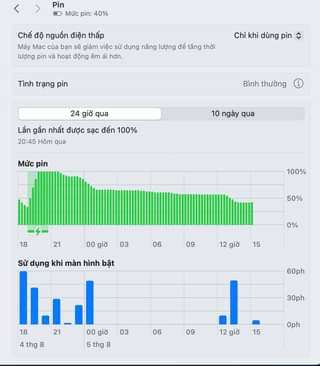 Pin
Mức pin: 40%
Chế độ nguồn điện thấp
Chỉ khi dùng pin
Máy Mac của bạn sẽ giảm việc sử dụng năng lượng để tăng thời
lượng pin và hoạt động êm ái hơn.
Tình trạng pin
Bình thường
24 giờ qua
10 ngày qua
Lần gần nhất được sạc đến 100%
20:45 Hôm qua
Mức pin
100%
50%
0%
18 21 00 giờ 03 06 09 12 giờ 15
Sử dụng khi màn hình bật
60ph
30ph
0ph
18 21 00 giờ 03 06 09 12 giờ 15
4 thg 8 5 thg 8